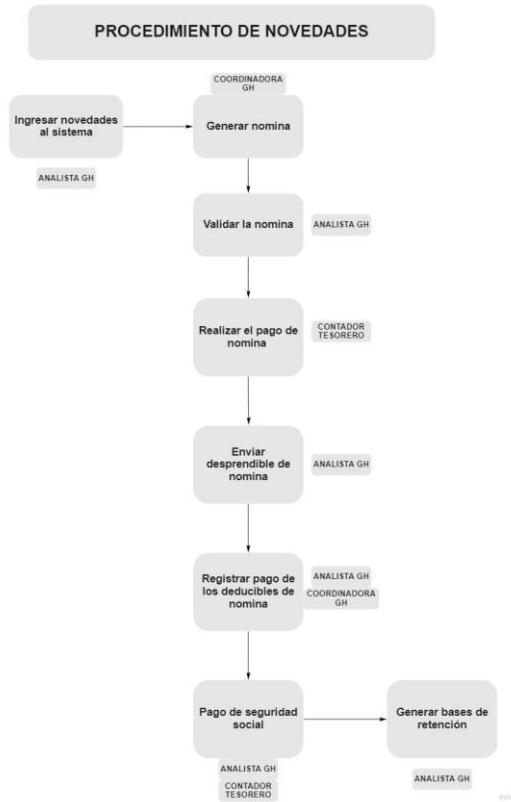 PROCEDIMIENTO DE NOVEDADES
COORDINADORA
GH
Ingresar novedades
al sistema
Generar nomina
ANALISTA GH
Validar la nomina
ANALISTA GH
Realizar el pago de
nomina
CONTADOR
TESORERO
Enviar
desprendible de
nomina
ANALISTA GH
Registrar pago de
los deducibles de
nomina
ANALISTA GH
COORDINADORA
GH
Pago de seguridad
social
Generar bases de
retención
ANALISTA GH
CONTADOR
TESORERO
ANALISTA GH